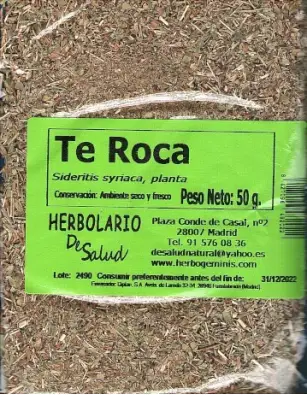 Te Roca
Sideritis syriaca, planta
Conservación: Ambiente seco y fresco Peso Neto: 50 g.
HERBOLARIO
De Salud
Plaza Conde de Casal, nº2
28007 Madrid
Tel. 91 576 08 36
desaludnatural@yahoo.es
www.herbogeminis.com
Lote: 2490 Consumir preferentemente antes del fin de: 31/12/2022